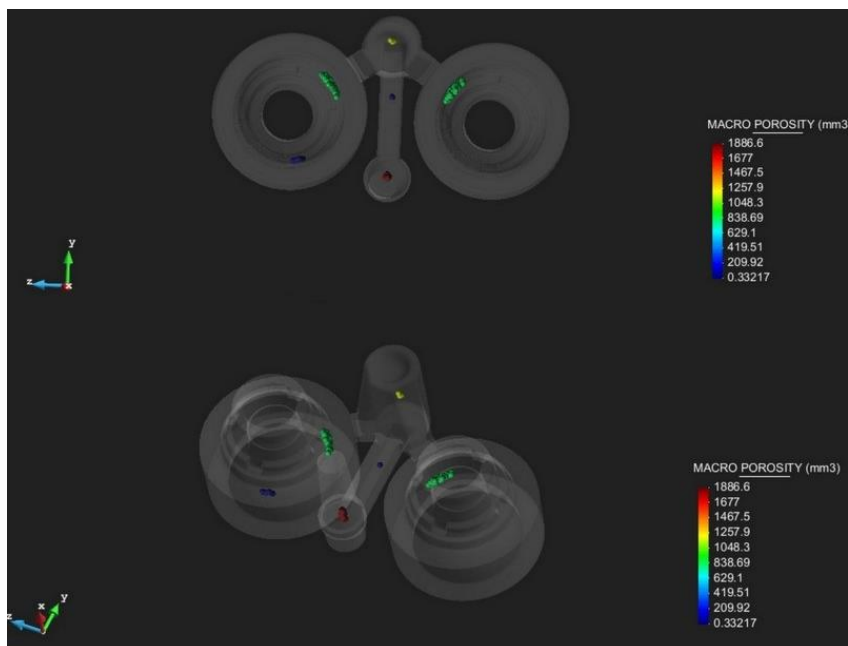 MACRO POROSITY (mm3
1886.6
1677
1467.5
1257.9
1048.3
838.69
629.1
419.51
209.92
0.33217
y
z
x
MACRO POROSITY (mm3)
1886.6
1677
1467.5
1257.9
1048.3
838.69
629.1
419.51
209.92
0.33217
x
y
z